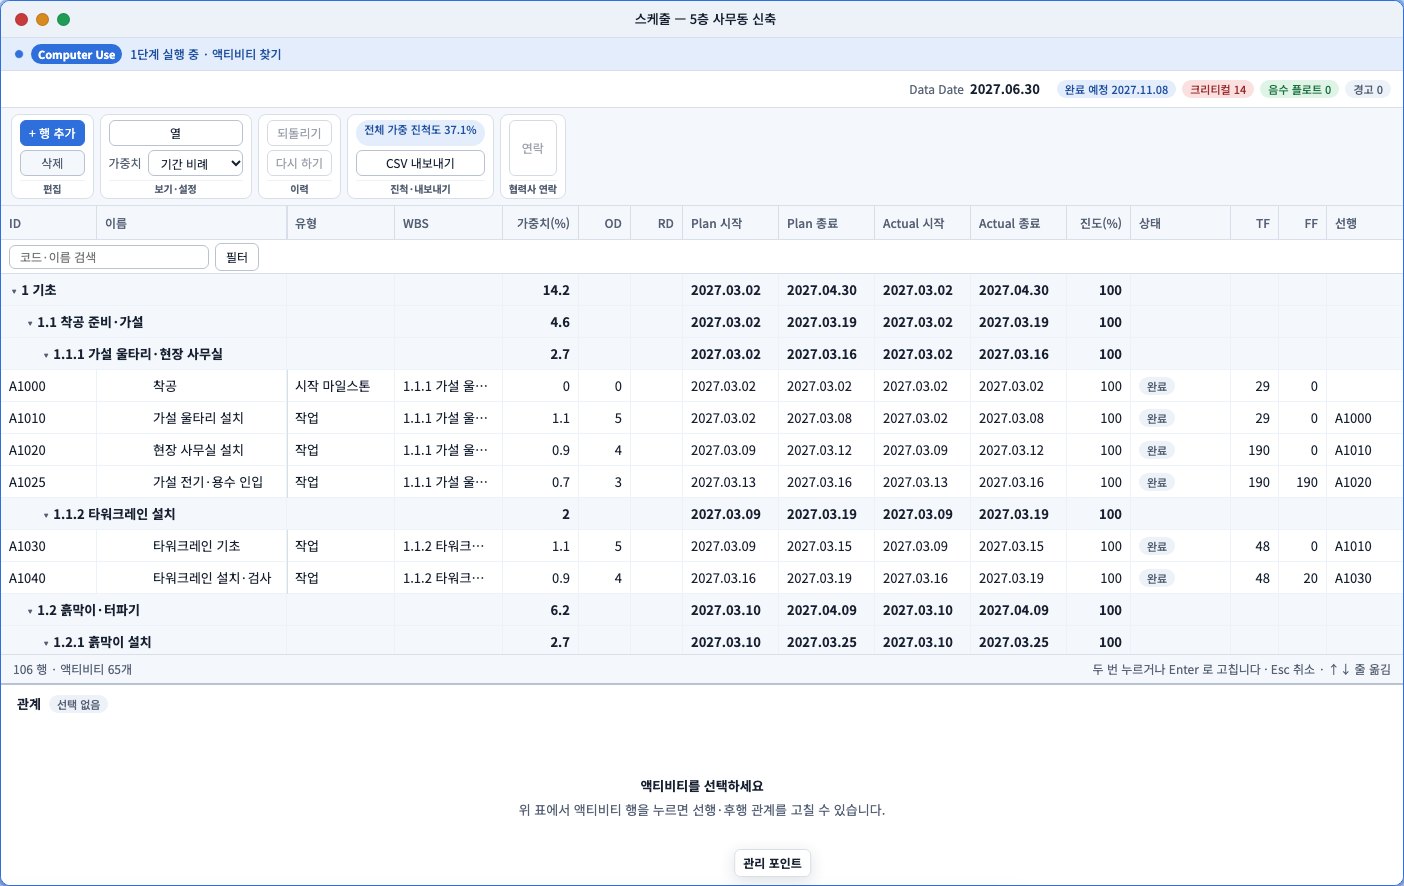 스케줄 — 5층 사무동 신축
Computer Use 1단계 실행 중 · 액티비티 찾기
Data Date 2027.06.30 완료 예정 2027.11.08 크리티컬 14 음수 플로트 0 경고 0
+ 행 추가 열 되돌리기 전체 가중 진척도 37.1% 연락
삭제 가중치 기간 비례 다시 하기 CSV 내보내기
편집 보기·설정 이력 진척·내보내기 협력사 연락
ID 이름 유형 WBS 가중치(%) OD RD Plan 시작 Plan 종료 Actual 시작 Actual 종료 진도(%) 상태 TF FF 선행
코드·이름 검색 필터
▾ 1 기초 14.2 2027.03.02 2027.04.30 2027.03.02 2027.04.30 100
▾ 1.1 착공 준비·가설 4.6 2027.03.02 2027.03.19 2027.03.02 2027.03.19 100
▾ 1.1.1 가설 울타리·현장 사무실 2.7 2027.03.02 2027.03.16 2027.03.02 2027.03.16 100
A1000 착공 시작 마일스톤 1.1.1 가설 울… 0 0 2027.03.02 2027.03.02 2027.03.02 2027.03.02 100 완료 29 0
A1010 가설 울타리 설치 작업 1.1.1 가설 울… 1.1 5 2027.03.02 2027.03.08 2027.03.02 2027.03.08 100 완료 29 0 A1000
A1020 현장 사무실 설치 작업 1.1.1 가설 울… 0.9 4 2027.03.09 2027.03.12 2027.03.09 2027.03.12 100 완료 190 0 A1010
A1025 가설 전기·용수 인입 작업 1.1.1 가설 울… 0.7 3 2027.03.13 2027.03.16 2027.03.13 2027.03.16 100 완료 190 190 A1020
▾ 1.1.2 타워크레인 설치 2 2027.03.09 2027.03.19 2027.03.09 2027.03.19 100
A1030 타워크레인 기초 작업 1.1.2 타워크… 1.1 5 2027.03.09 2027.03.15 2027.03.09 2027.03.15 100 완료 48 0 A1010
A1040 타워크레인 설치·검사 작업 1.1.2 타워크… 0.9 4 2027.03.16 2027.03.19 2027.03.16 2027.03.19 100 완료 48 20 A1030
▾ 1.2 흙막이·터파기 6.2 2027.03.10 2027.04.09 2027.03.10 2027.04.09 100
▾ 1.2.1 흙막이 설치 2.7 2027.03.10 2027.03.25 2027.03.10 2027.03.25 100
106 행 · 액티비티 65개 두 번 누르거나 Enter 로 고칩니다 · Esc 취소 · ↑↓ 줄 옮김
관계 선택 없음
액티비티를 선택하세요
위 표에서 액티비티 행을 누르면 선행·후행 관계를 고칠 수 있습니다.
관리 포인트